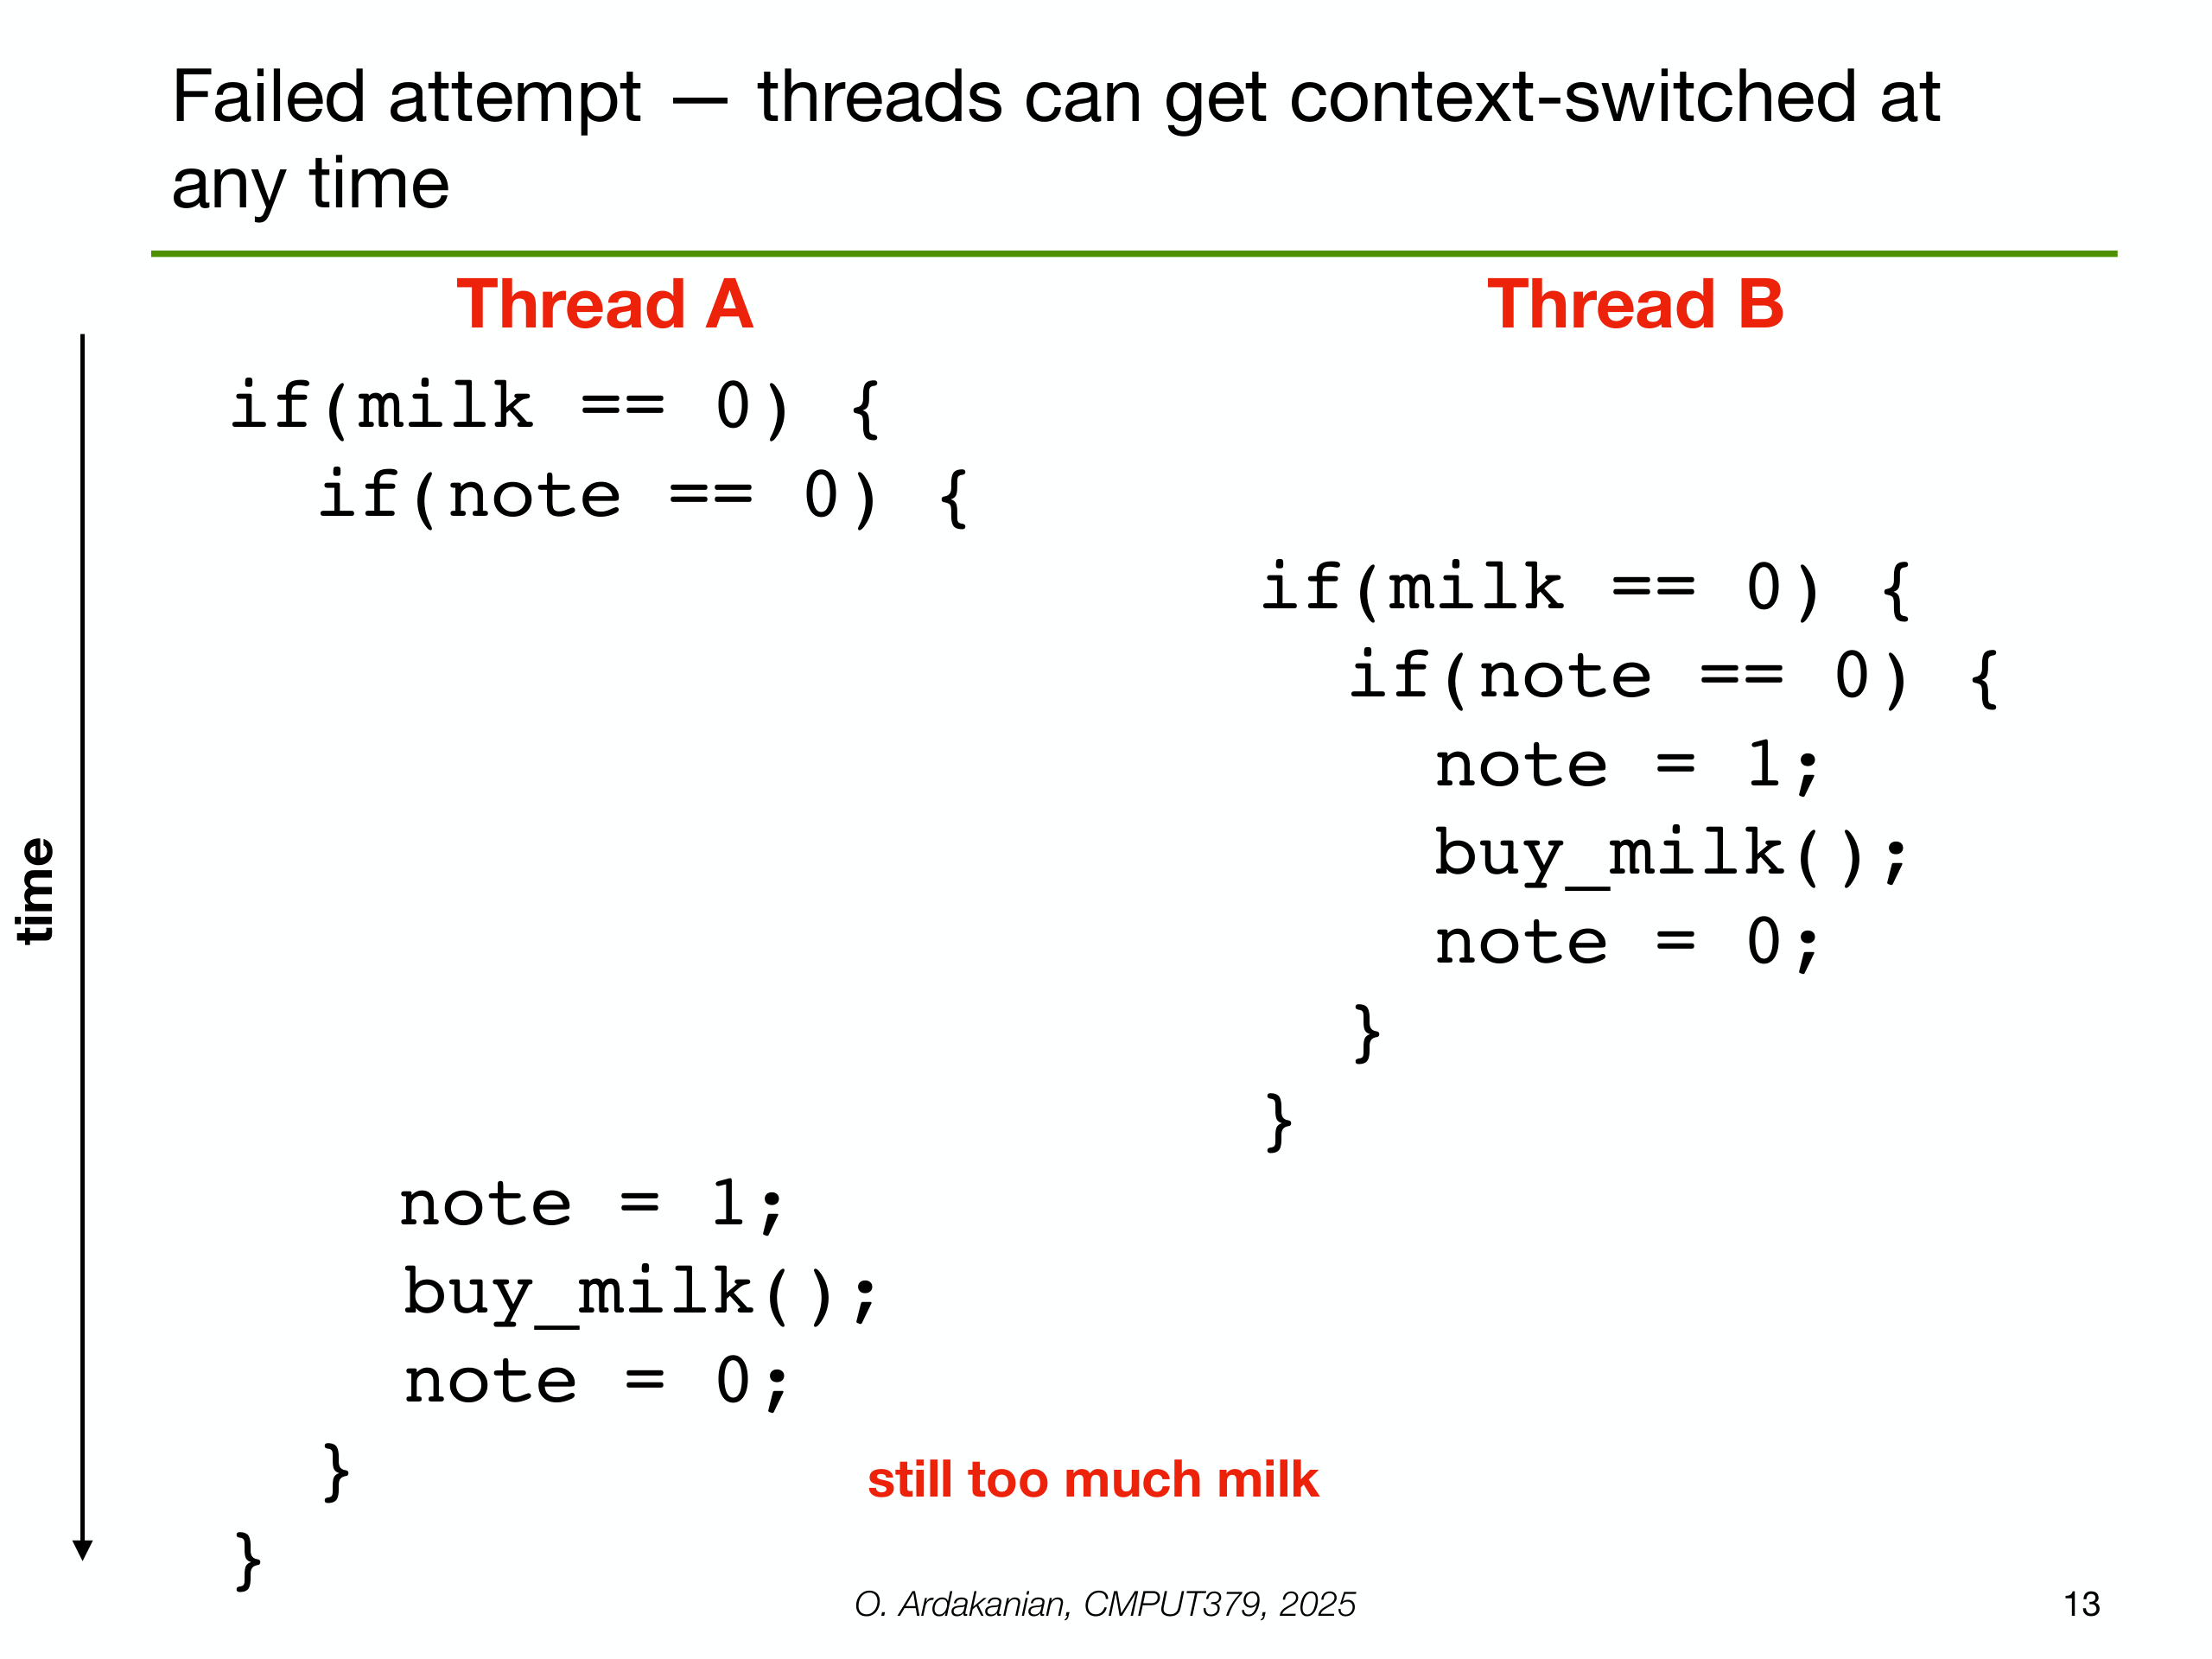 Failed attempt — threads can get context-switched at
any time
Thread A
Thread B
time
if(milk == 0) {
if(note == 0) {
if(milk == 0) {
if(note == 0) {
note = 1;
buy_milk();
note = 0;
}
}
note = 1;
buy_milk();
note = 0;
}
}
still too much milk
O. Ardakanian, CMPUT379, 2025
13